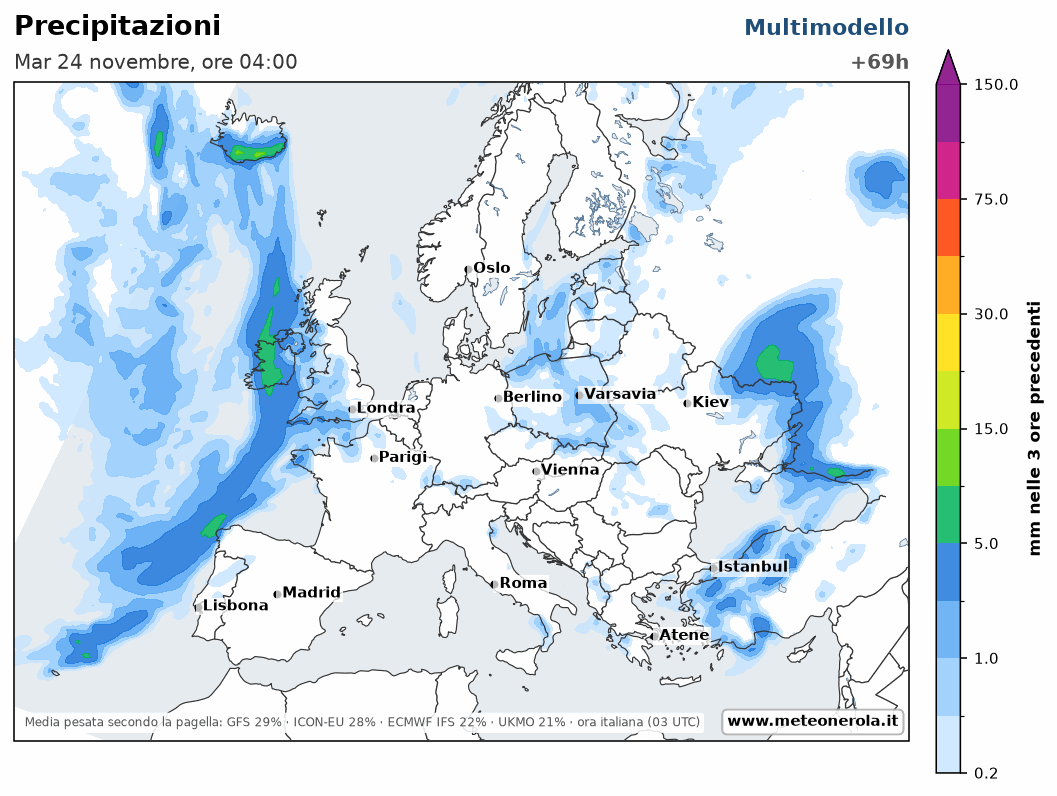 Precipitazioni
Multimodello
Mar 24 novembre, ore 04:00
+69h
150.0
75.0
30.0
15.0
5.0
1.0
0.2
mm nelle 3 ore precedenti
Oslo
Berlino
Varsavia
Kiev
Londra
Parigi
Vienna
Istanbul
Roma
Madrid
Lisbona
Atene
Media pesata secondo la pagella: GFS 29% · ICON-EU 28% · ECMWF IFS 22% · UKMO 21% · ora italiana (03 UTC)
www.meteonerola.it